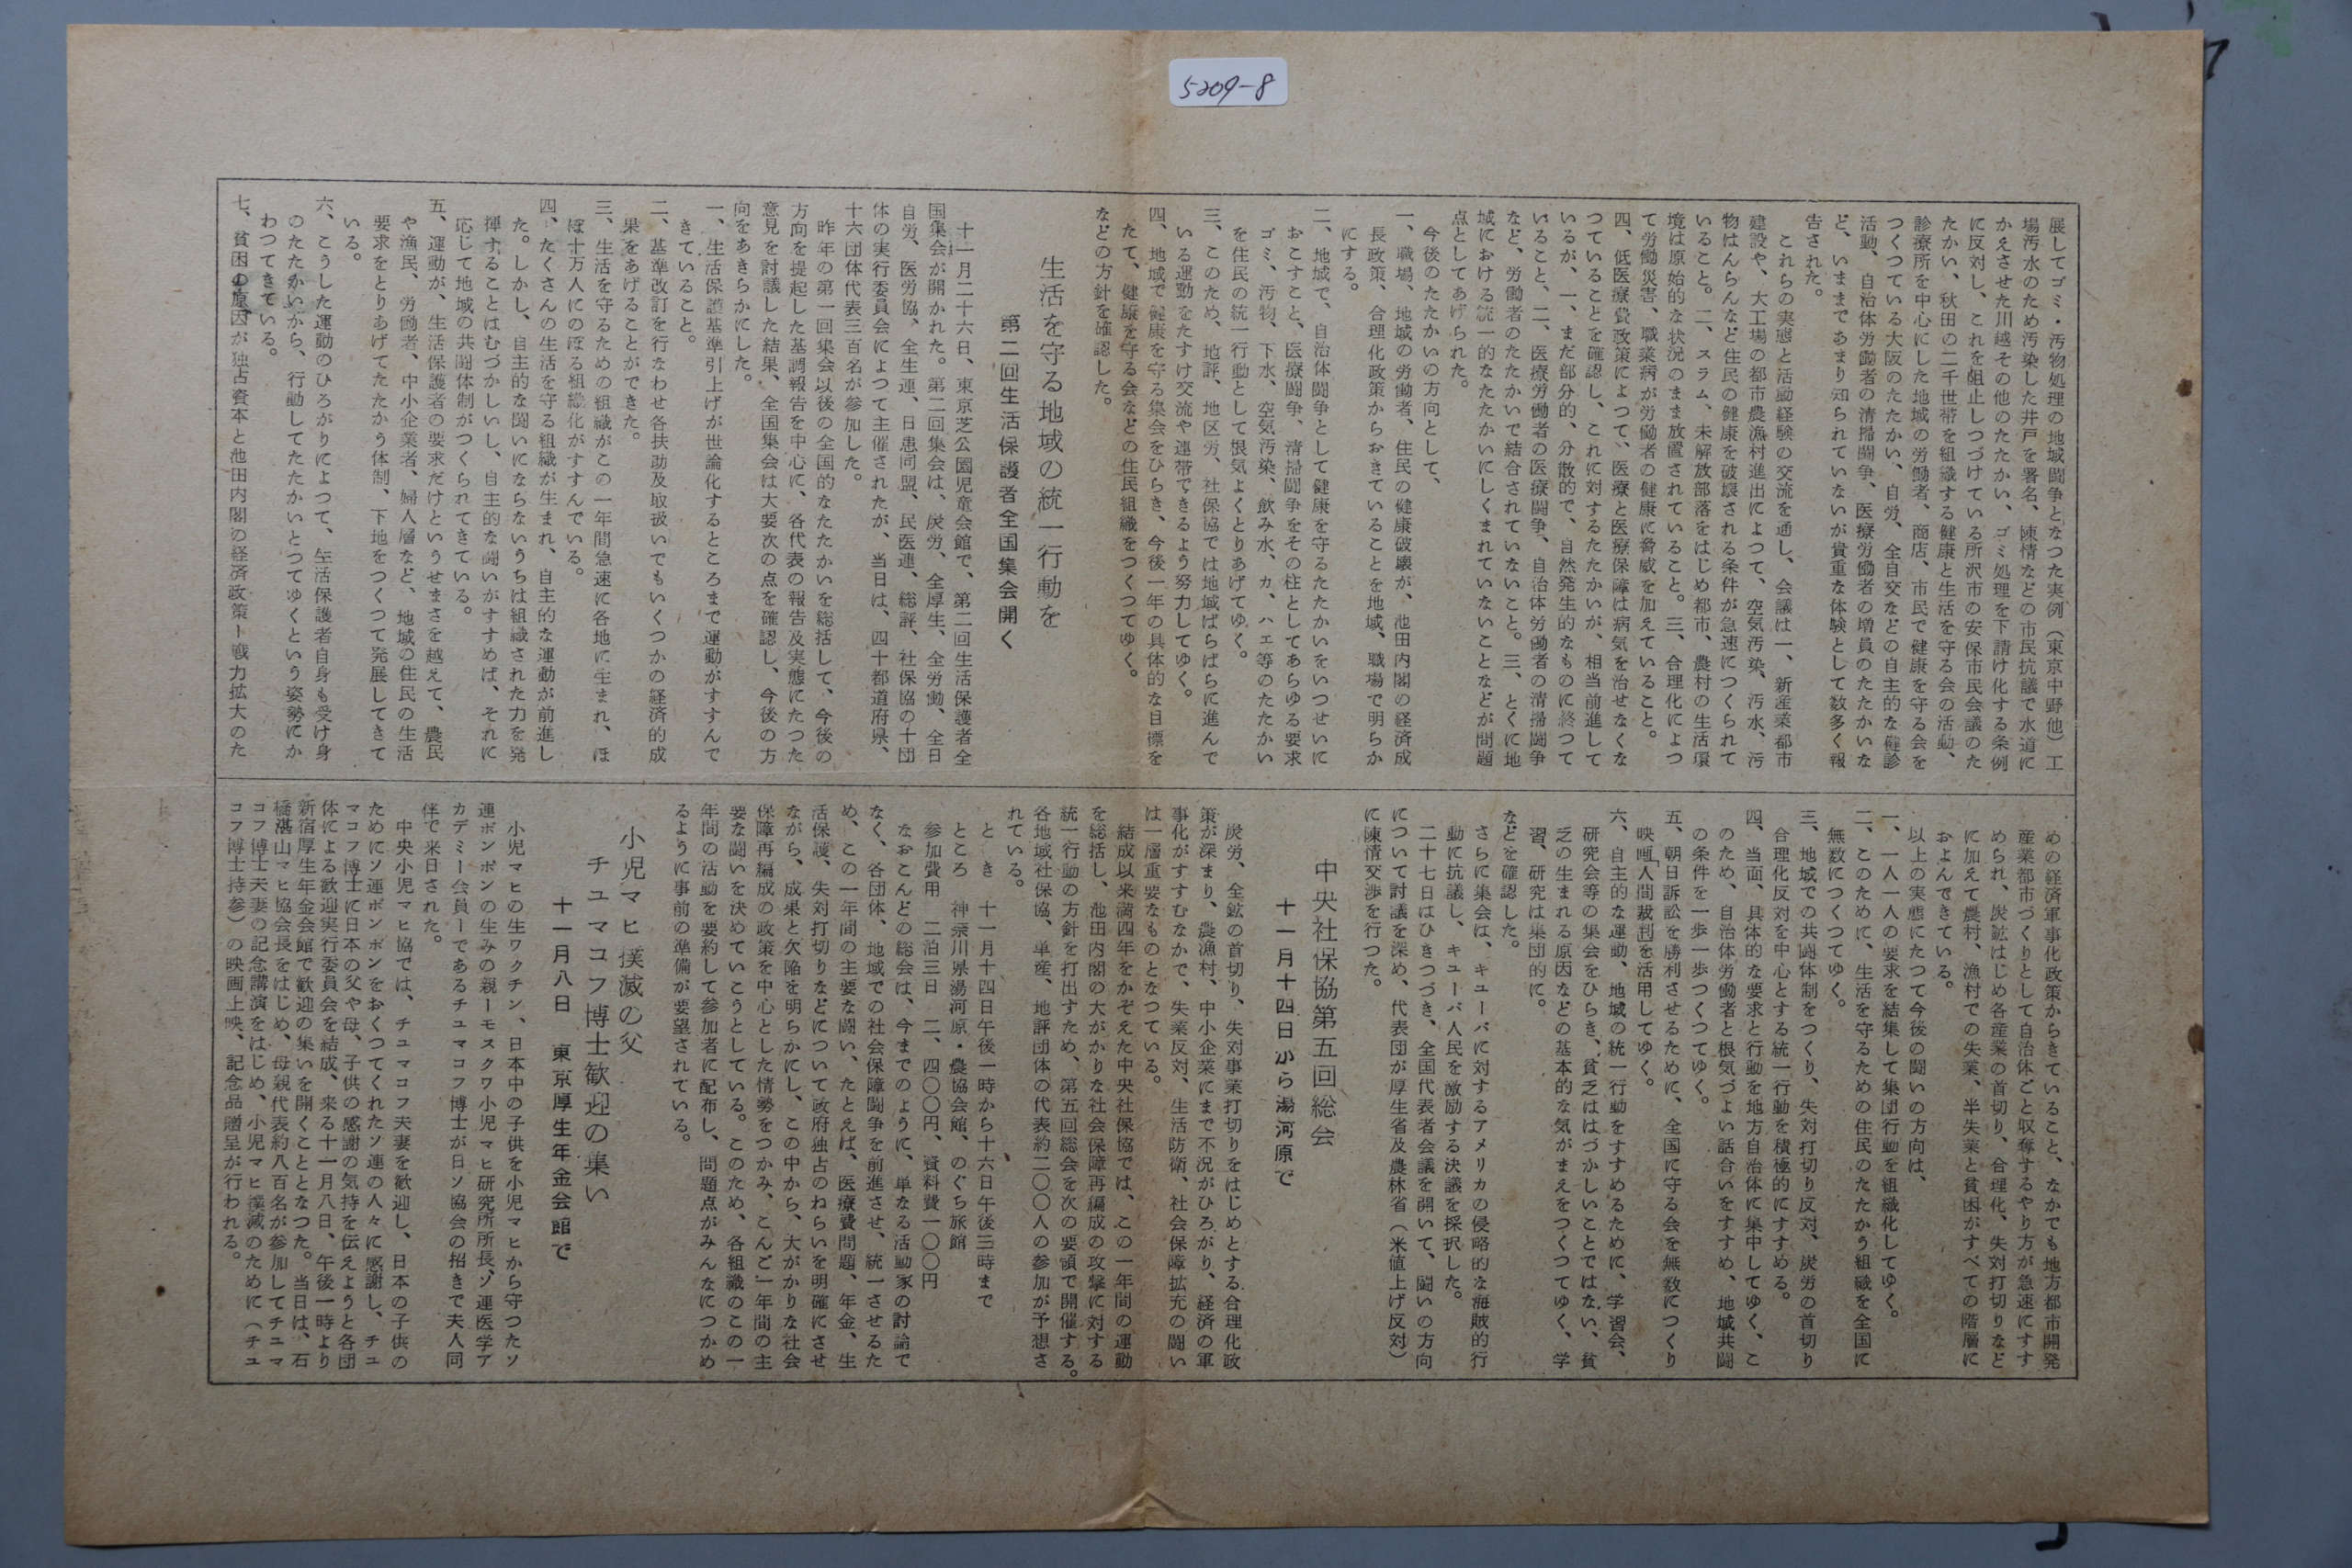 5209-8
展してゴミ・汚物処理の地域闘争となつた実例（東京中野他）工
場汚水のため汚染した井戸を署名、陳情などの市民抗議で水道に
かえさせた川越その他のたたかい、ゴミ処理を下請け化する条例
に反対し、これを阻止しつづけている所沢市の安保市民会議のた
たかい、秋田の二千世帯を組織する健康と生活を守る会の活動、
診療所を中心にした地域の労働者、商店、市民で健康を守る会を
つくつている大阪のたたかい、自労、全自交などの自主的な健診
活動、自治体労働者の清掃闘争、医療労働者の増員のたたかいな
ど、いままであまり知られていないが貴重な体験として数多く報
告された。
これらの実態と活動経験の交流を通し、会議は一、新産業都市
建設や、大工場の都市農漁村進出によつて、空気汚染、汚水、汚
物はんらんなど住民の健康を破壊される条件が急速につくられて
いること。二、スラム、未解放部落をはじめ都市、農村の生活環
境は原始的な状況のまま放置されていること。三、合理化によつ
て労働災害、職業病が労働者の健康に脅威を加えていること。
四、低医療費政策によつて、医療と医療保障は病気を治せなくな
つていることを確認し、これに対するたたかいが、相当前進して
いるが、一、まだ部分的、分散的で、自然発生的なものに終つて
いること、二、医療労働者の医療闘争、自治体労働者の清掃闘争
など、労働者のたたかいで結合されていないこと。三、とくに地
域における統一的なたたかいにしくまれていないことなどが問題
点としてあげられた。
今後のたたかいの方向として、
一、職場、地域の労働者、住民の健康破壊が、池田内閣の経済成
長政策、合理化政策からおきていることを地域、職場で明らか
にする。
二、地域で、自治体闘争として健康を守るたたかいをいつせいに
おこすこと、医療闘争、清掃闘争をその柱としてあらゆる要求
ゴミ、汚物、下水、空気汚染、飲み水、カ、ハエ等のたたかい
を住民の統一行動として根気よくとりあげてゆく。
三、このため、地評、地区労、社保協では地域ばらばらに進んで
いる運動をたすけ交流や連帯できるよう努力してゆく。
四、地域で健康を守る集会をひらき、今後一年の具体的な目標を
たて、健康を守る会などの住民組織をつくつてゆく。
などの方針を確認した。
生活を守る地域の統一行動を
第二回生活保護者全国集会開く
十一月二十六日、東京芝公園児童会館で、第二回生活保護者全
国集会が開かれた。第二回集会は、炭労、全厚生、全労働、全日
自労、医労協、全生連、日患同盟、民医連、総評、社保協の十団
体の実行委員会によつて主催されたが、当日は、四十都道府県、
十六団体代表三百名が参加した。
昨年の第一回集会以後の全国的なたたかいを総括して、今後の
方向を提起した基調報告を中心に、各代表の報告及実態にたつた
意見を討議した結果、全国集会は大要次の点を確認し、今後の方
向をあきらかにした。
一、生活保護基準引上げが世論化するところまで運動がすすんで
きていること。
二、基準改訂を行なわせ各扶助及取扱いでもいくつかの経済的成
果をあげることができた。
三、生活を守るための組織がこの一年間急速に各地に生まれ、ほ
ぼ十万人にのぼる組織化がすすんでいる。
四、たくさんの生活を守る組織が生まれ、自主的な運動が前進し
た。しかし、自主的な闘いにならないうちは組織された力を発
揮することはむづかしいし、自主的な闘いがすすめば、それに
応じて地域の共闘体制がつくられてきている。
五、運動が、生活保護者の要求だけというせまさを越えて、農民
や漁民、労働者、中小企業者、婦人層など、地域の住民の生活
要求をとりあげてたたかう体制、下地をつくつて発展してきて
いる。
六、こうした運動のひろがりによつて、生活保護者自身も受け身
のたたかいから、行動してたたかいとつてゆくという姿勢にか
わつてきている。
七、貧困の原因が独占資本と池田内閣の経済政策ー戦力拡大のた
めの経済軍事化政策からきていること、なかでも地方都市開発
産業都市づくりとして自治体ごと収奪するやり方が急速にすす
められ、炭鉱はじめ各産業の首切り、合理化、失対打切りなど
に加えて農村、漁村での失業、半失業と貧困がすべての階層に
およんできている。
以上の実態にたつて今後の闘いの方向は、
一、一人一人の要求を結集して集団行動を組織化してゆく。
二、このために、生活を守るための住民のたたかう組織を全国に
無数につくつてゆく。
三、地域での共闘体制をつくり、失対打切り反対、炭労の首切り
合理化反対を中心とする統一行動を積極的にすすめる。
四、当面、具体的な要求と行動を地方自治体に集中してゆく、こ
のため、自治体労働者と根気づよい話合いをすすめ、地域共闘
の条件を一歩一歩つくつてゆく。
五、朝日訴訟を勝利させるために、全国に守る会を無数につくり
映画「人間裁判」を活用してゆく。
六、自主的な運動、地域の統一行動をすすめるために、学習会、
研究会等の集会をひらき、貧乏ははづかしいことではない、貧
乏の生まれる原因などの基本的な気がまえをつくつてゆく、学
習、研究は集団的に。
などを確認した。
さらに集会は、キューバに対するアメリカの侵略的な海賊的行
動に抗議し、キューバ人民を激励する決議を採択した。
二十七日はひきつづき、全国代表者会議を開いて、闘いの方向
について討議を深め、代表団が厚生省及農林省（米値上げ反対）
に陳情交渉を行つた。
中央社保協第五回総会
十一月十四日から湯河原で
炭労、全鉱の首切り、失対事業打切りをはじめとする合理化政
策が深まり、農漁村、中小企業にまで不況がひろがり、経済の軍
事化がすすむなかで、失業反対、生活防衛、社会保障拡充の闘い
は一層重要なものとなつている。
結成以来満四年をかぞえた中央社保協では、この一年間の運動
を総括し、池田内閣の大がかりな社会保障再編成の攻撃に対する
統一行動の方針を打出すため、第五回総会を次の要領で開催する。
各地域社保協、単産、地評団体の代表約二〇〇人の参加が予想さ
れている。
と　き　十一月十四日午後一時から十六日午後三時まで
ところ　神奈川県湯河原・農協会館、のぐち旅館
参加費用　二泊三日　二、四〇〇円、資料費一〇〇円
なおこんどの総会は、今までのように、単なる活動家の討論で
なく、各団体、地域での社会保障闘争を前進させ、統一させるた
め、この一年間の主要な闘い、たとえば、医療費問題、年金、生
活保護、失対打切りなどについて政府独占のねらいを明確にさせ
ながら、成果と欠陥を明らかにし、この中から、大がかりな社会
保障再編成の政策を中心とした情勢をつかみ、こんご一年間の主
要な闘いを決めていこうとしている。このため、各組織のこの一
年間の活動を要約して参加者に配布し、問題点がみんなにつかめ
るように事前の準備が要望されている。
小児マヒ撲滅の父
チュマコフ博士歓迎の集い
十一月八日　東京厚生年金会館で
小児マヒの生ワクチン、日本中の子供を小児マヒから守つたソ
連ボンボンの生みの親ーモスクワ小児マヒ研究所所長、ソ連医学ア
カデミー会員ーであるチュマコフ博士が日ソ協会の招きで夫人同
伴で来日された。
中央小児マヒ協では、チュマコフ夫妻を歓迎し、日本の子供の
ためにソ連ボンボンをおくつてくれたソ連の人々に感謝し、チュ
マコフ博士に日本の父や母、子供の感謝の気持を伝えようと各団
体による歓迎実行委員会を結成、来る十一月八日、午後一時より
新宿厚生年金会館で歓迎の集いを開くこととなつた。当日は、石
橋湛山マヒ協会長をはじめ、母親代表約八百名が参加してチュマ
コフ博士夫妻の記念講演をはじめ、小児マヒ撲滅のために（チュ
コフ博士持参）の映画上映、記念品贈呈が行われる。